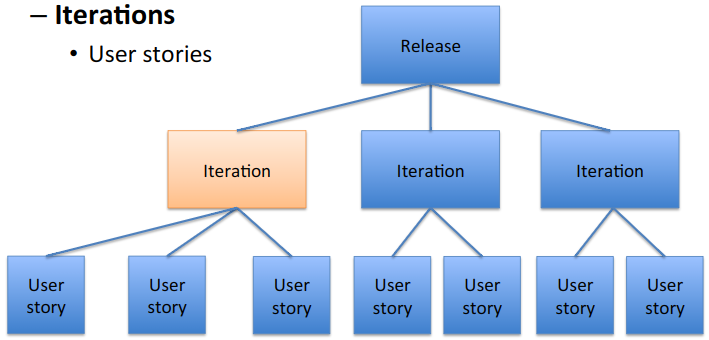 – Iterations
• User stories
Release
Iteration
Iteration
Iteration
User
story
User
story
User
story
User
story
User
story
User
story
User
story